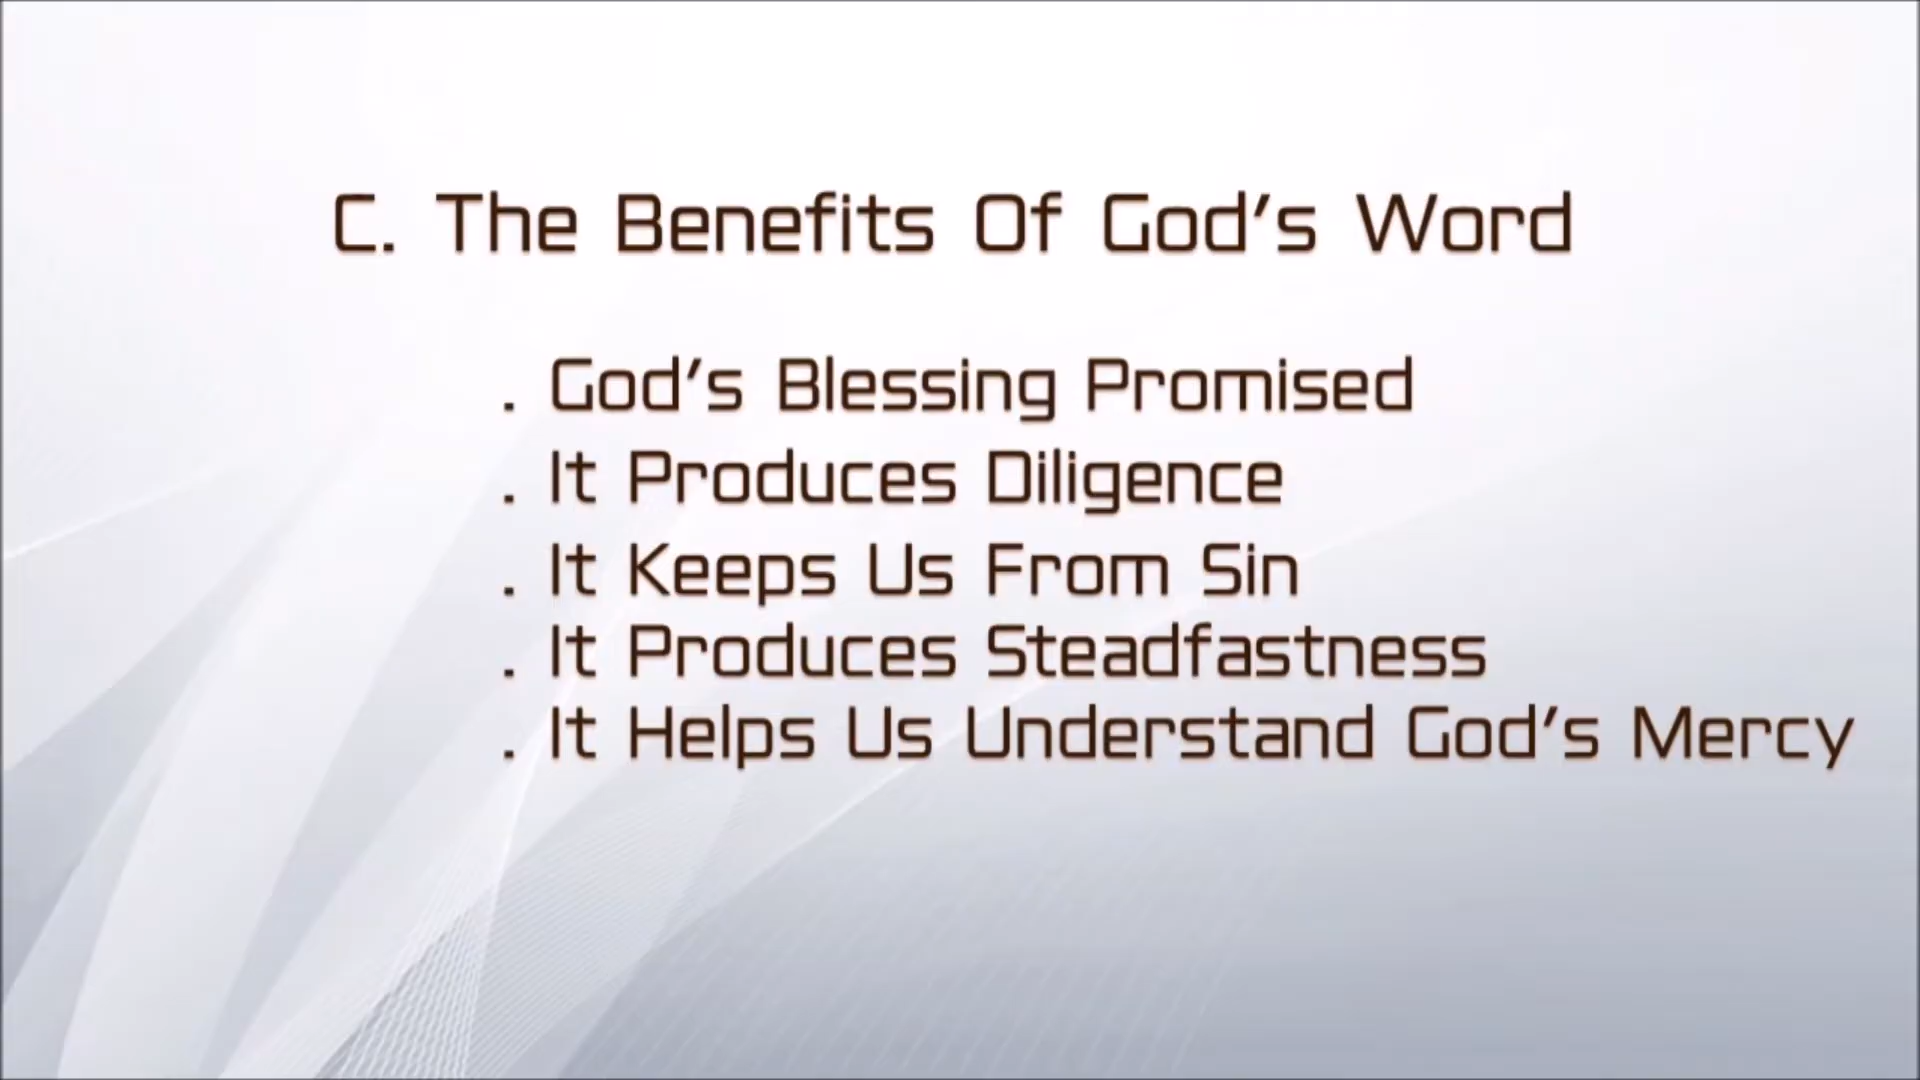 C. The Benefits Of God's Word
. God's Blessing Promised
. It Produces Diligence
. It Keeps Us From Sin
. It Produces Steadfastness
. It Helps Us Understand God's Mercy